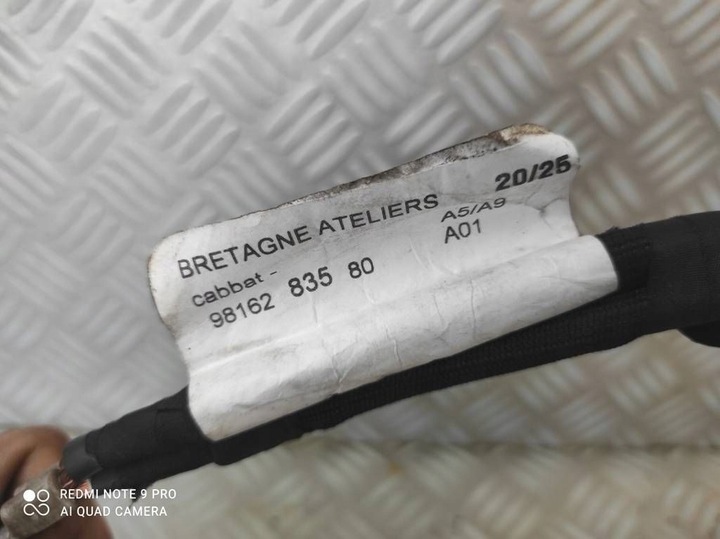 BRETAGNE ATELIERS 20/25
cabbat - A5/A9
98162 835 80 A01
REDMI NOTE 9 PRO
AI QUAD CAMERA